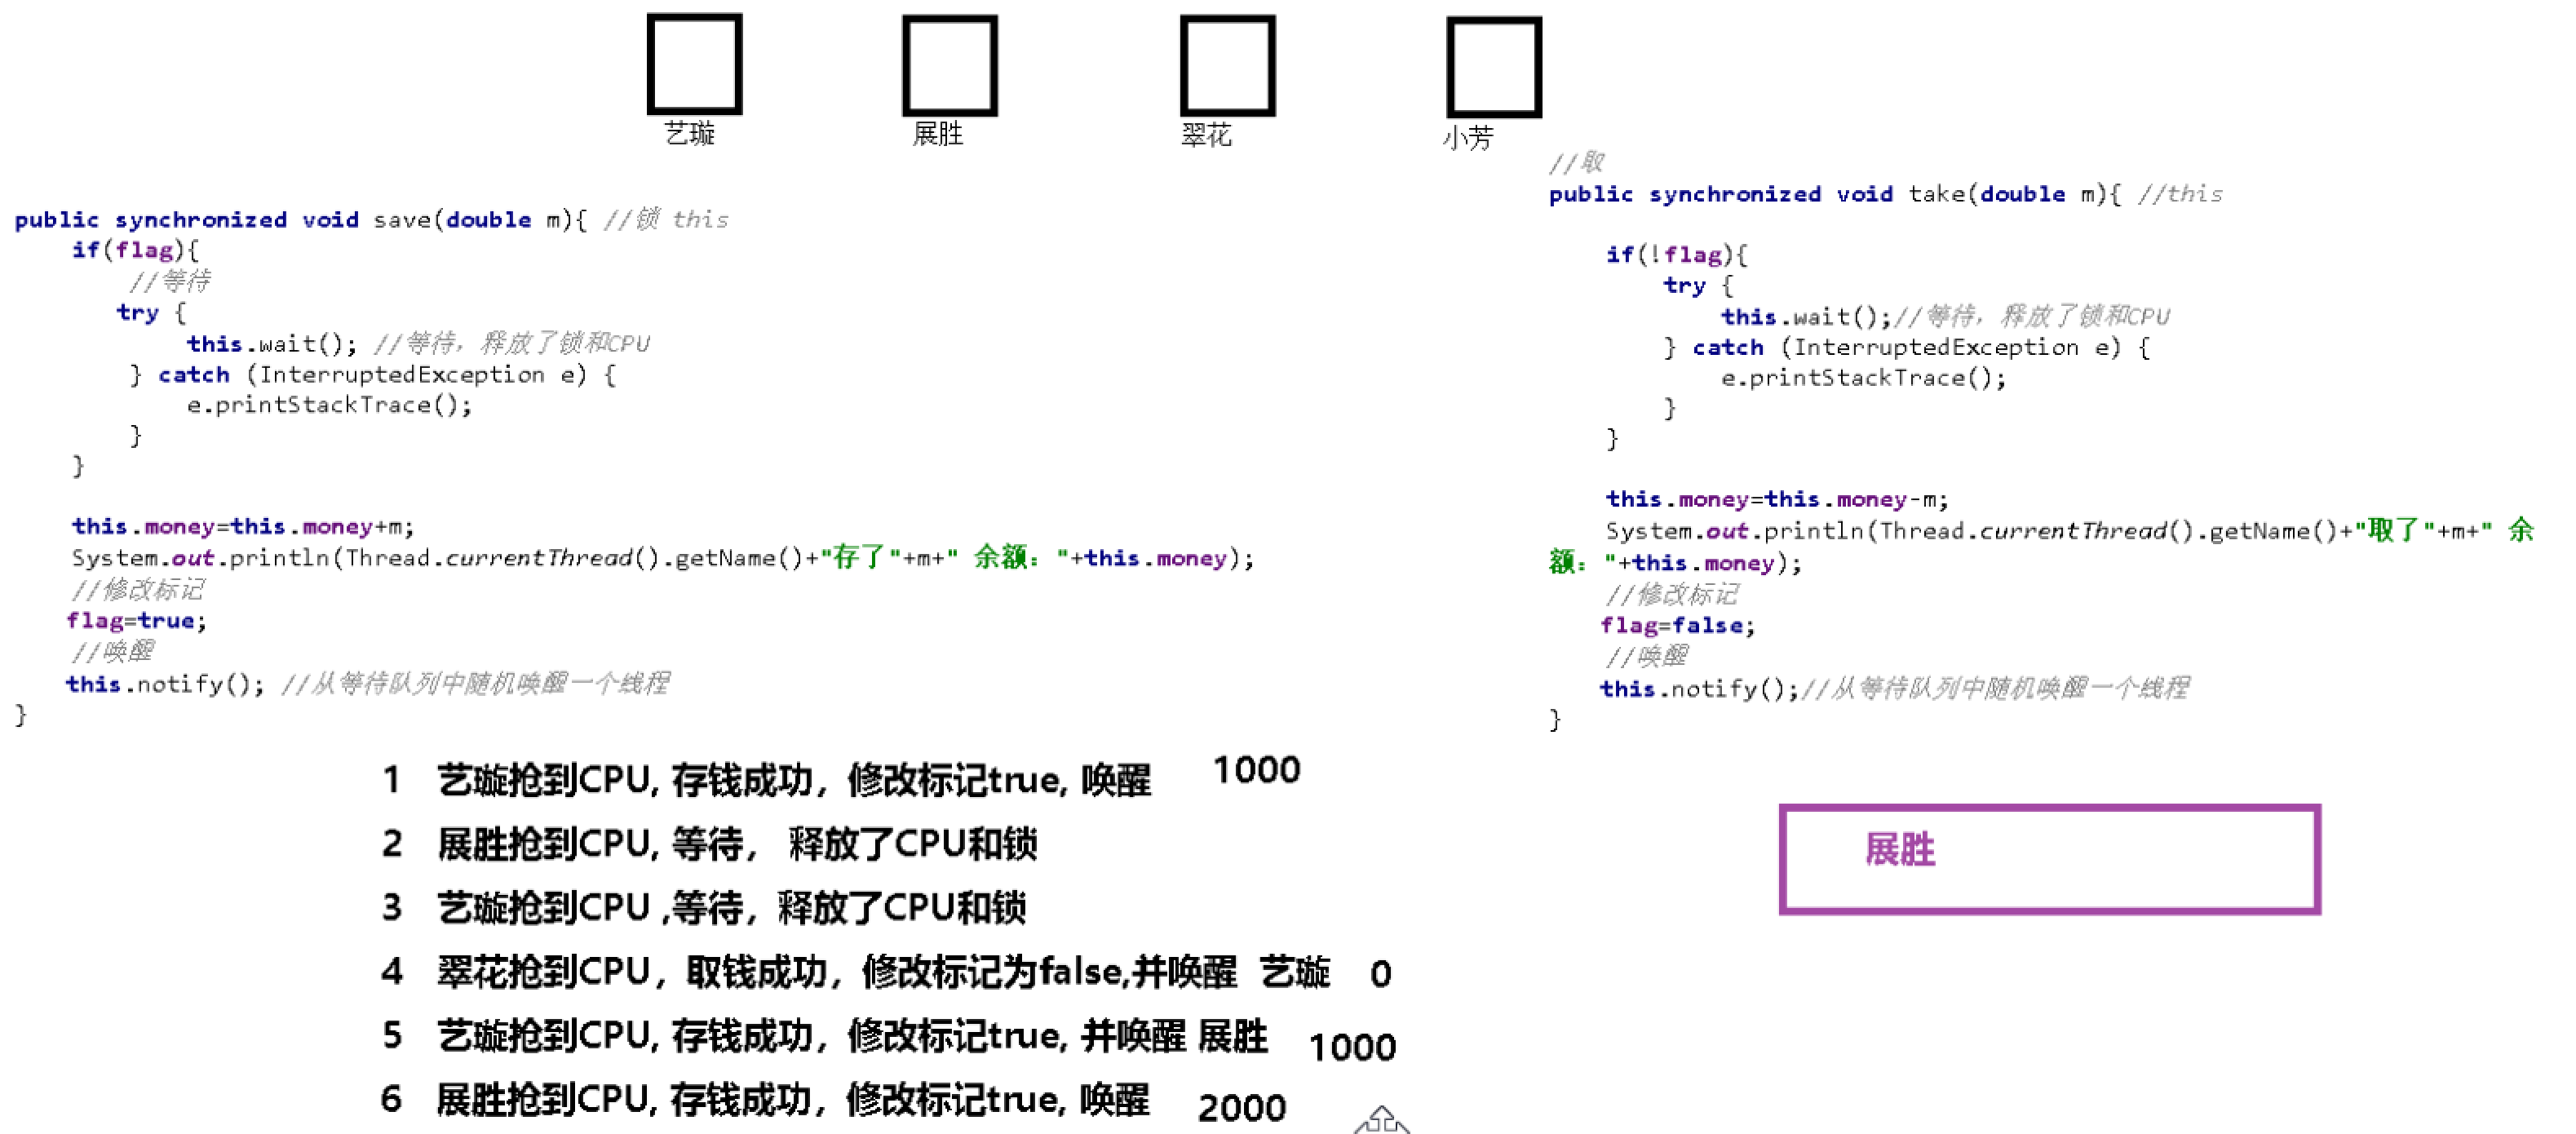 艺璇
展胜
翠花
小芳
public synchronized void save(double m){ //锁 this
if(flag){
//等待
try {
this.wait(); //等待，释放了锁和CPU
} catch (InterruptedException e) {
e.printStackTrace();
}
}
this.money=this.money+m;
System.out.println(Thread.currentThread().getName()+"存了"+m+" 余额："+this.money);
//修改标记
flag=true;
//唤醒
this.notify(); //从等待队列中随机唤醒一个线程
}
//取
public synchronized void take(double m){ //this
if(!flag){
try {
this.wait();//等待，释放了锁和CPU
} catch (InterruptedException e) {
e.printStackTrace();
}
}
this.money=this.money-m;
System.out.println(Thread.currentThread().getName()+"取了"+m+" 余
额："+this.money);
//修改标记
flag=false;
//唤醒
this.notify();//从等待队列中随机唤醒一个线程
}
1 艺璇抢到CPU, 存钱成功，修改标记true, 唤醒 1000
2 展胜抢到CPU, 等待， 释放了CPU和锁
3 艺璇抢到CPU ,等待，释放了CPU和锁
4 翠花抢到CPU，取钱成功，修改标记为false,并唤醒 艺璇 0
5 艺璇抢到CPU, 存钱成功，修改标记true, 并唤醒 展胜 1000
6 展胜抢到CPU, 存钱成功，修改标记true, 唤醒 2000
展胜